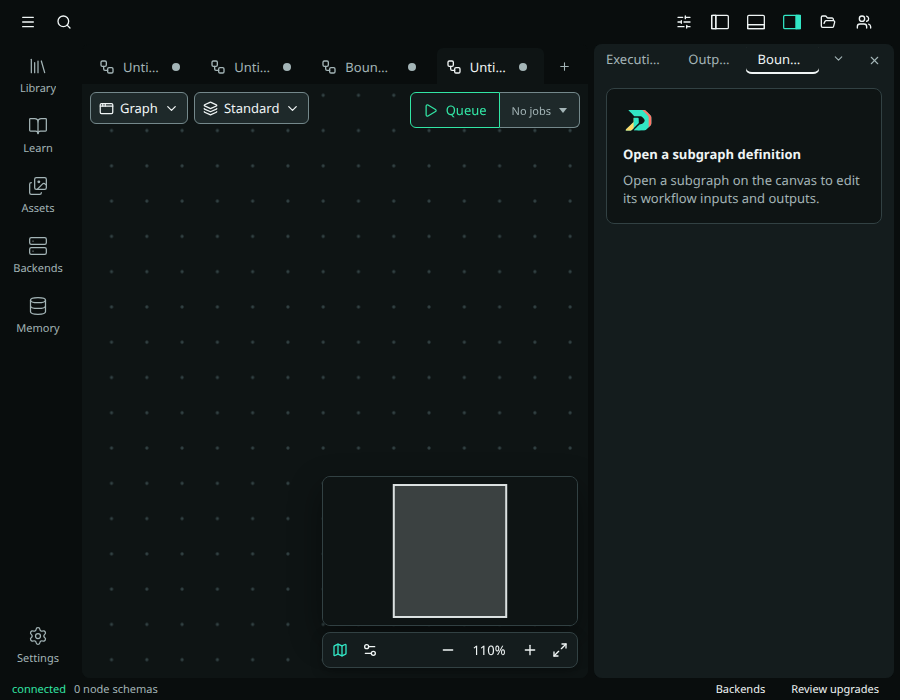 Unti...
Unti...
Boun...
Unti...
Executi...
Outp...
Boun...
Library
Learn
Assets
Backends
Memory
Settings
Graph
Standard
Queue
No jobs
Open a subgraph definition
Open a subgraph on the canvas to edit
its workflow inputs and outputs.
110%
connected
0 node schemas
Backends
Review upgrades